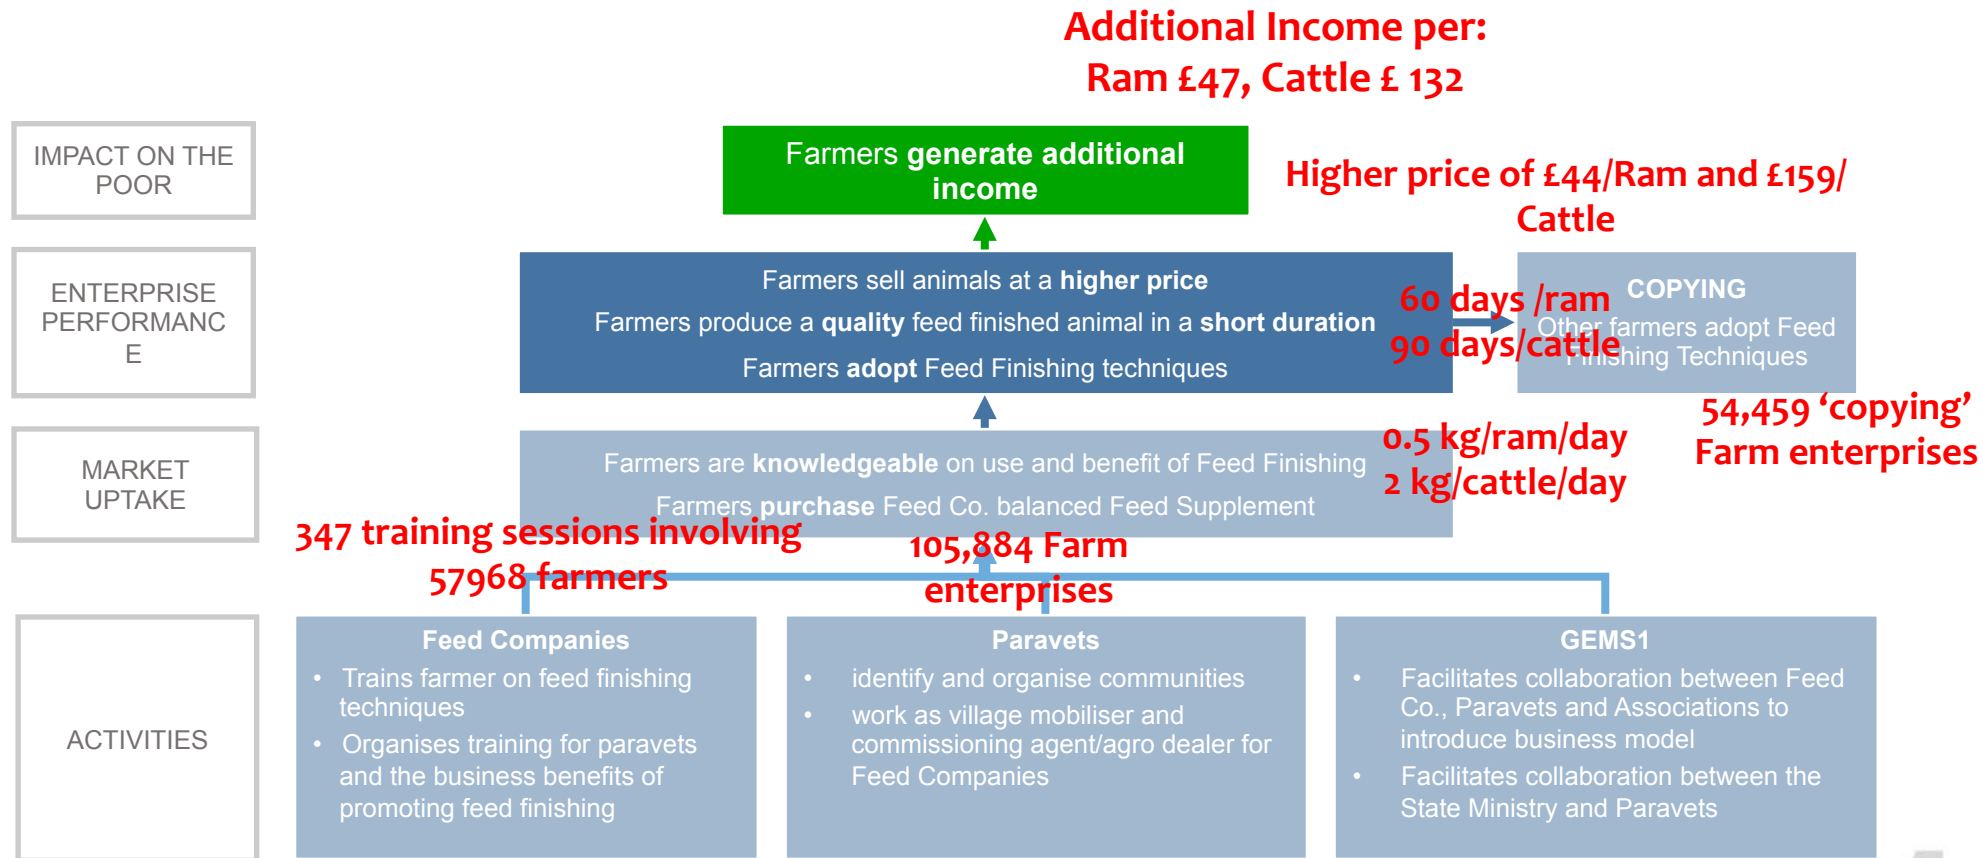 Additional Income per:
Ram £47, Cattle £ 132
IMPACT ON THE
POOR
Farmers generate additional
income
Higher price of £44/Ram and £159/
Cattle
ENTERPRISE
PERFORMANC
E
Farmers sell animals at a higher price
Farmers produce a quality feed finished animal in a short duration
Farmers adopt Feed Finishing techniques
60 days /ram
90 days/cattle
COPYING
Other farmers adopt Feed
Finishing Techniques
54,459 ‘copying’
Farm enterprises
MARKET
UPTAKE
Farmers are knowledgeable on use and benefit of Feed Finishing
Farmers purchase Feed Co. balanced Feed Supplement
0.5 kg/ram/day
2 kg/cattle/day
347 training sessions involving
57968 farmers
105,884 Farm
enterprises
ACTIVITIES
Feed Companies
• Trains farmer on feed finishing
techniques
• Organises training for paravets
and the business benefits of
promoting feed finishing
Paravets
• identify and organise communities
• work as village mobiliser and
commissioning agent/agro dealer for
Feed Companies
GEMS1
• Facilitates collaboration between Feed
Co., Paravets and Associations to
introduce business model
• Facilitates collaboration between the
State Ministry and Paravets